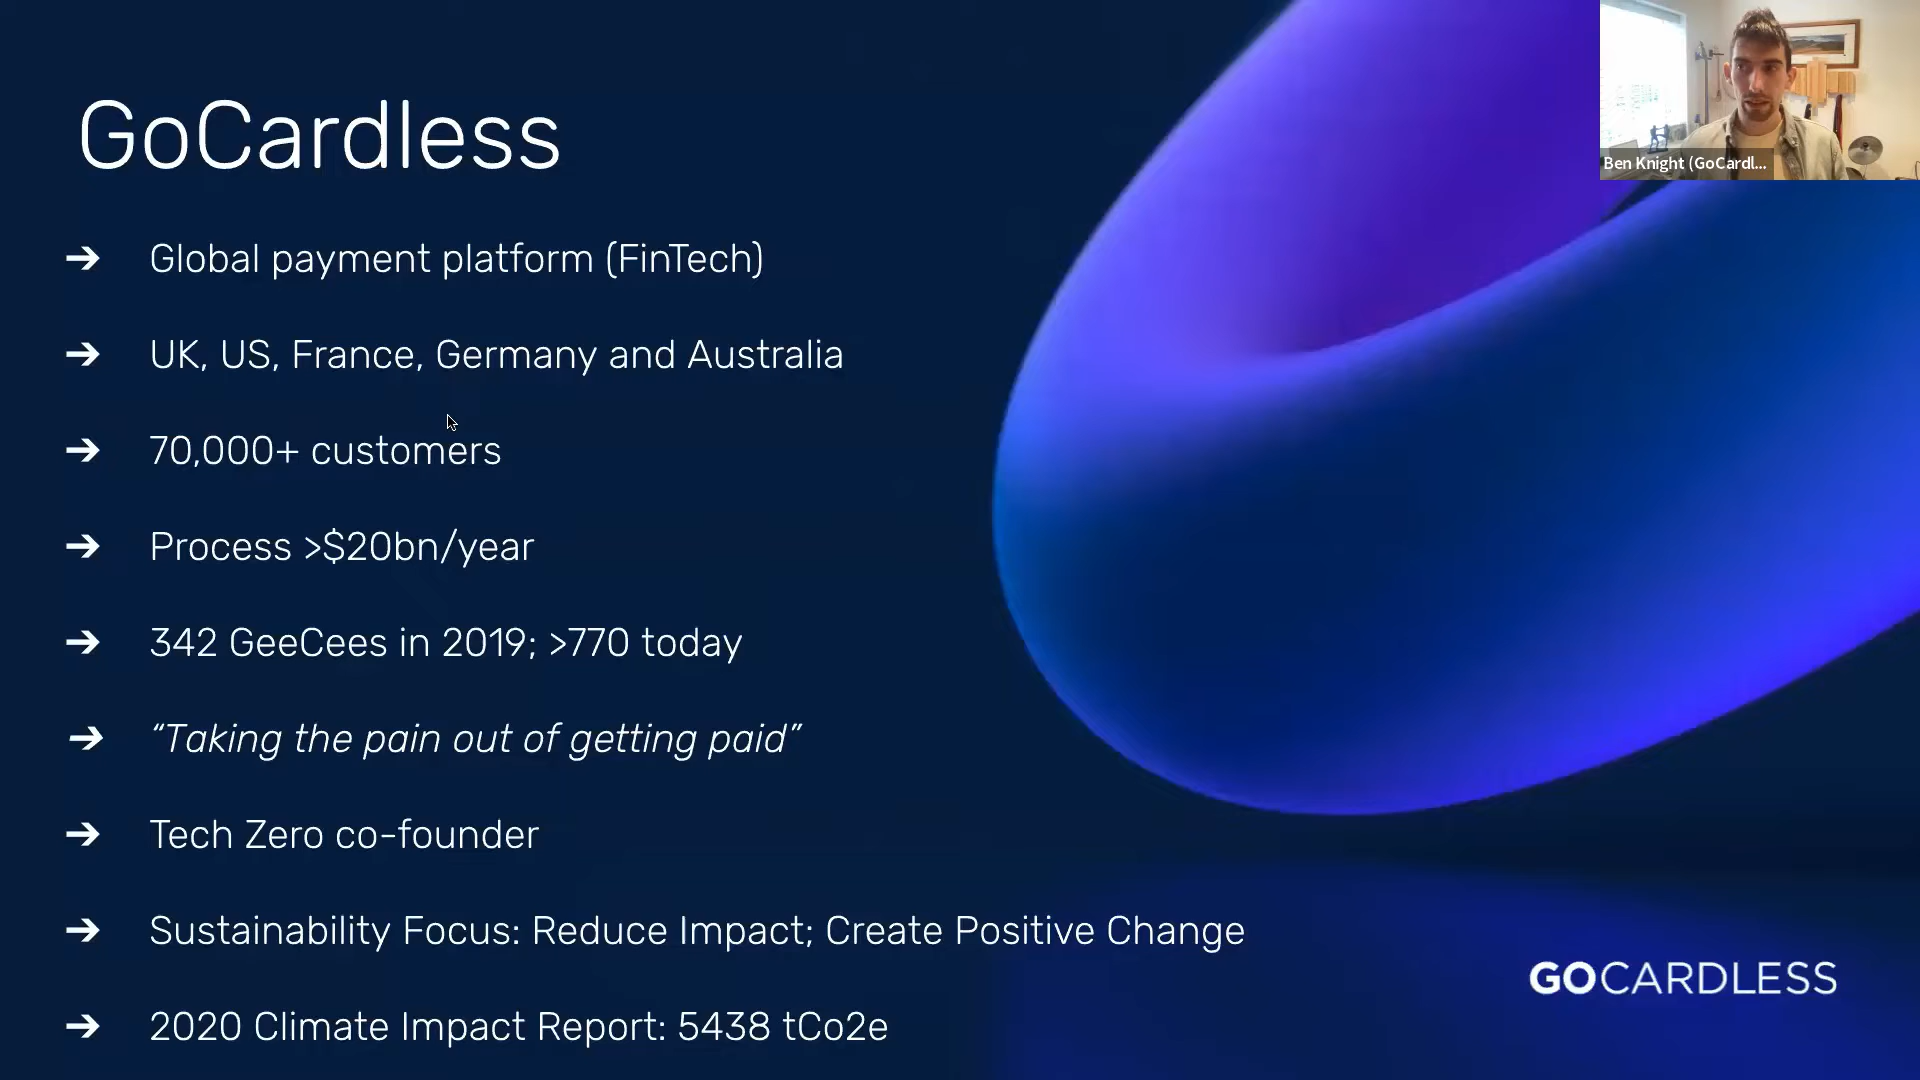 GoCardless
Ben Knight (GoCardl...
➔ Global payment platform (FinTech)
➔ UK, US, France, Germany and Australia
➔ 70,000+ customers
➔ Process >$20bn/year
➔ 342 GeeCees in 2019; >770 today
➔ “Taking the pain out of getting paid”
➔ Tech Zero co-founder
➔ Sustainability Focus: Reduce Impact; Create Positive Change
➔ 2020 Climate Impact Report: 5438 tCo2e
GOCARDLESS